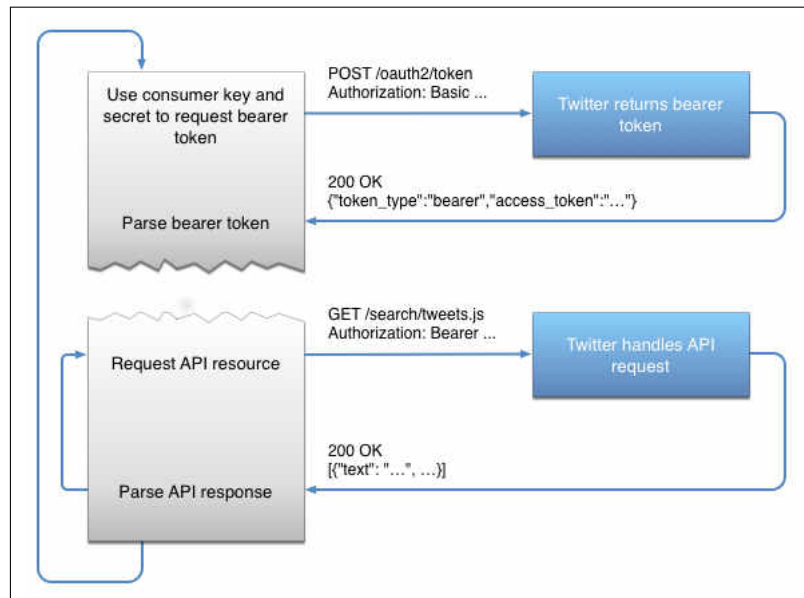 POST /oauth2/token
Authorization: Basic ...
Use consumer key and
secret to request bearer
token
Twitter returns bearer
token
200 OK
{"token_type":"bearer","access_token":"…"}
Parse bearer token
GET /search/tweets.js
Authorization: Bearer ...
Request API resource
Twitter handles API
request
200 OK
[{"text": "…", …}]
Parse API response